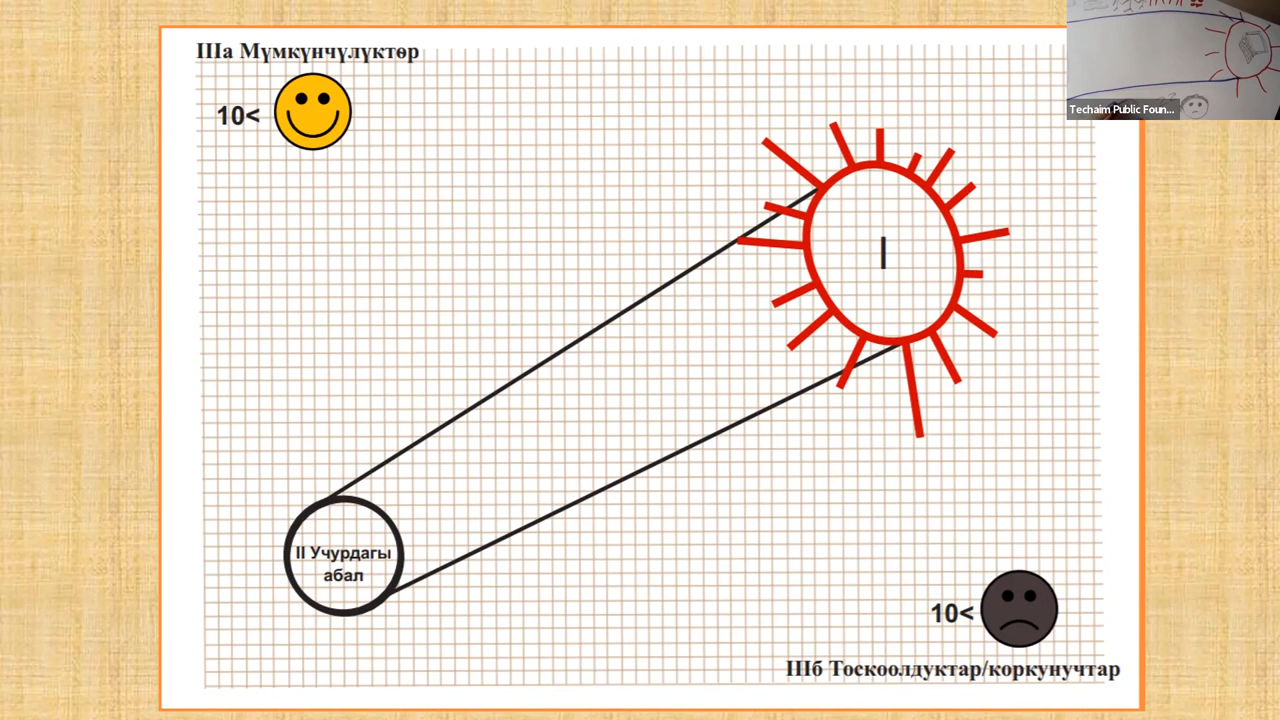 IIIа Мүмкүнчүлүктөр
10<
Techaim Public Foun...
I
II Учурдагы
абал
10<
IIIб Тоскоолдуктар/коркунучтар